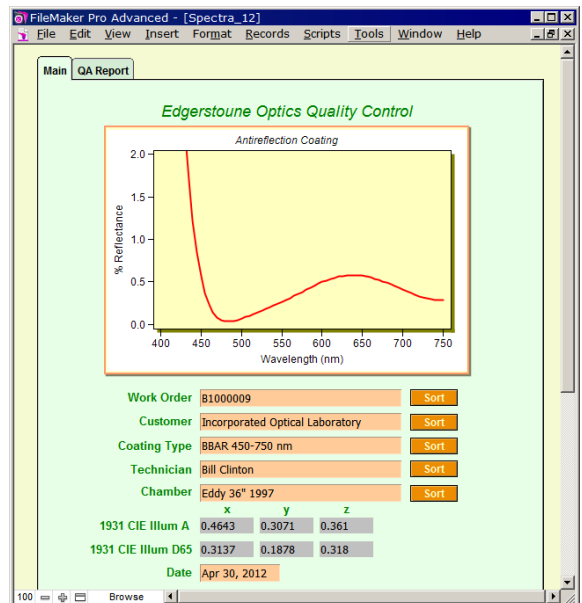 FileMaker Pro Advanced - [Spectra_12]
File Edit View Insert Format Records Scripts Tools Window Help
Main QA Report
Edgerstoune Optics Quality Control
Antireflection Coating
2.0
1.5
1.0
0.5
0.0
% Reflectance
400 450 500 550 600 650 700 750
Wavelength (nm)
Work Order B1000009 Sort
Customer Incorporated Optical Laboratory Sort
Coating Type BBAR 450-750 nm Sort
Technician Bill Clinton Sort
Chamber Eddy 36" 1997 Sort
x y z
1931 CIE Illum A 0.4643 0.3071 0.361
1931 CIE Illum D65 0.3137 0.1878 0.318
Date Apr 30, 2012
100 Browse